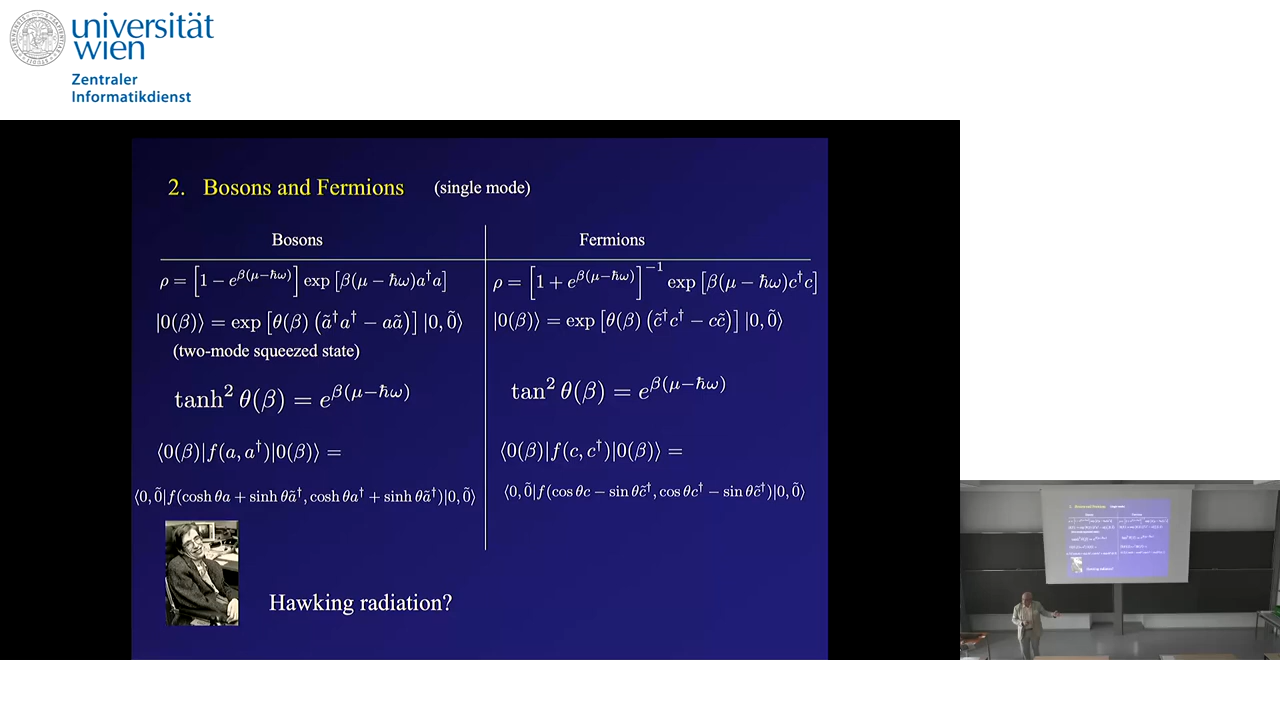 universität
wien
Zentraler
Informatikdienst
2. Bosons and Fermions (single mode)
Bosons Fermions
ρ = [1 − e^{β(μ−ħω)}] exp [β(μ − ħω)a†a]
ρ = [1 + e^{β(μ−ħω)}]^{−1} exp [β(μ − ħω)c†c]
|0(β)⟩ = exp [θ(β) (ã†a† − aã)] |0, 0̃⟩
|0(β)⟩ = exp [θ(β) (c̃†c† − cc̃)] |0, 0̃⟩
(two-mode squeezed state)
tanh² θ(β) = e^{β(μ−ħω)}
tan² θ(β) = e^{β(μ−ħω)}
⟨0(β)|f(a, a†)|0(β)⟩ =
⟨0(β)|f(c, c†)|0(β)⟩ =
⟨0, 0̃|f(cosh θa + sinh θã†, cosh θa† + sinh θã†)|0, 0̃⟩
⟨0, 0̃|f(cos θc − sin θc̃†, cos θc† − sin θc̃†)|0, 0̃⟩
Hawking radiation?